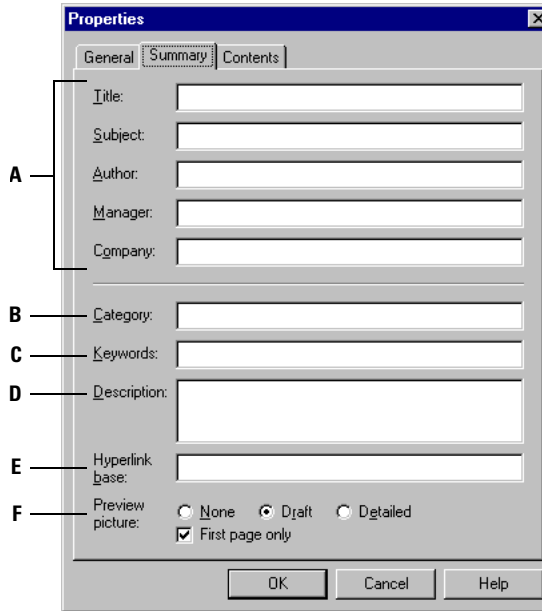 Properties
General Summary Contents
Title:
Subject:
A
Author:
Manager:
Company:
B Category:
C Keywords:
D Description:
E Hyperlink
base:
F Preview
picture:
None Draft Detailed
First page only
OK Cancel Help